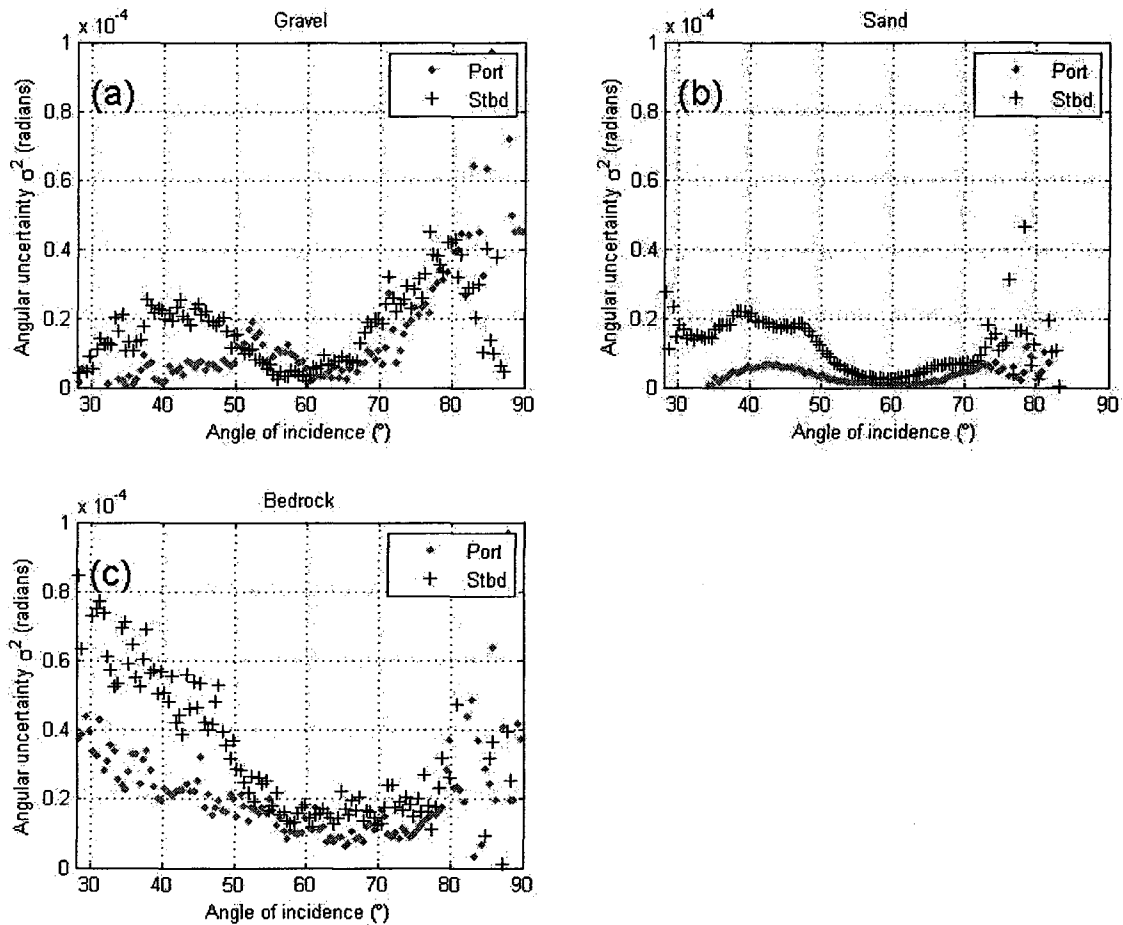 Gravel
x 10^-4
(a)
Port
Stbd
Angular uncertainty σ^2 (radians)
1
0.8
0.6
0.4
0.2
0
30 40 50 60 70 80 90
Angle of incidence (°)
Sand
x 10^-4
(b)
Port
Stbd
Angular uncertainty σ^2 (radians)
1
0.8
0.6
0.4
0.2
0
30 40 50 60 70 80 90
Angle of incidence (°)
Bedrock
x 10^-4
(c)
Port
Stbd
Angular uncertainty σ^2 (radians)
1
0.8
0.6
0.4
0.2
0
30 40 50 60 70 80 90
Angle of incidence (°)